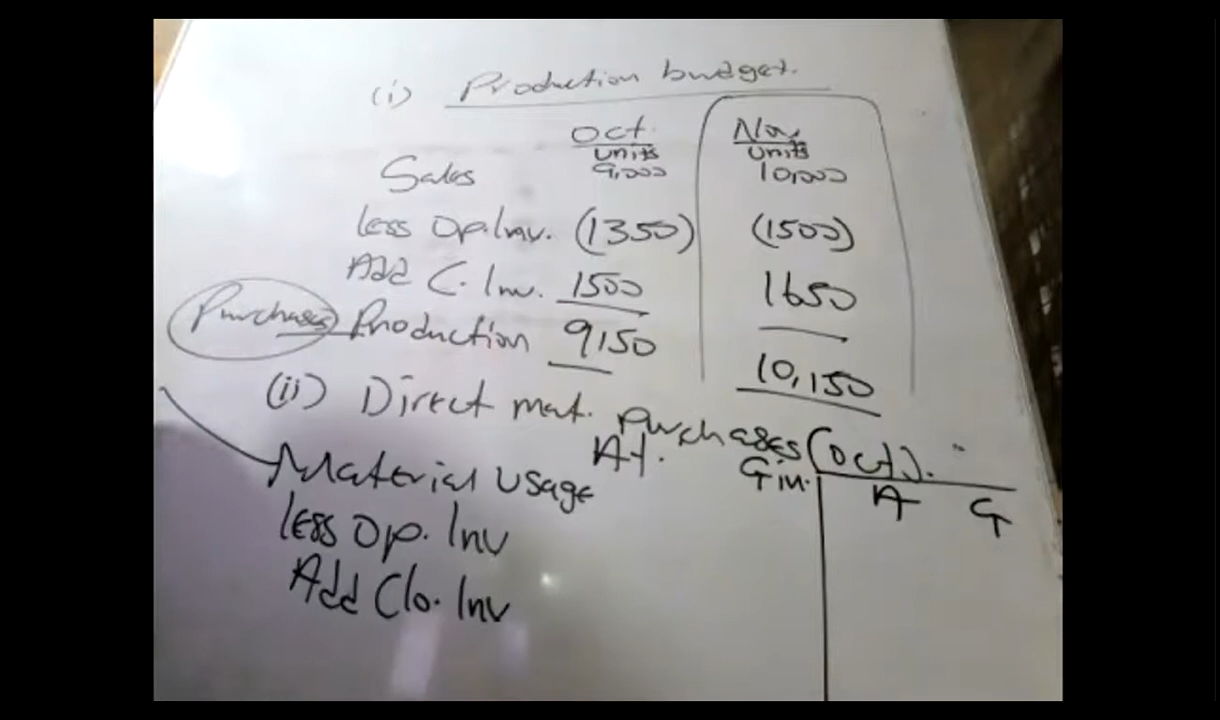 (i) Production budget.
Oct. Nov
units units
Sales 9,000 10,000
less Op. Inv. (1350) (1500)
Add C. Inv. 1500 1650
Purchases Production 9150 10,150
(ii) Direct mat. Purchases (Oct).
Material usage A A G
less Op. Inv
Add Clo. Inv